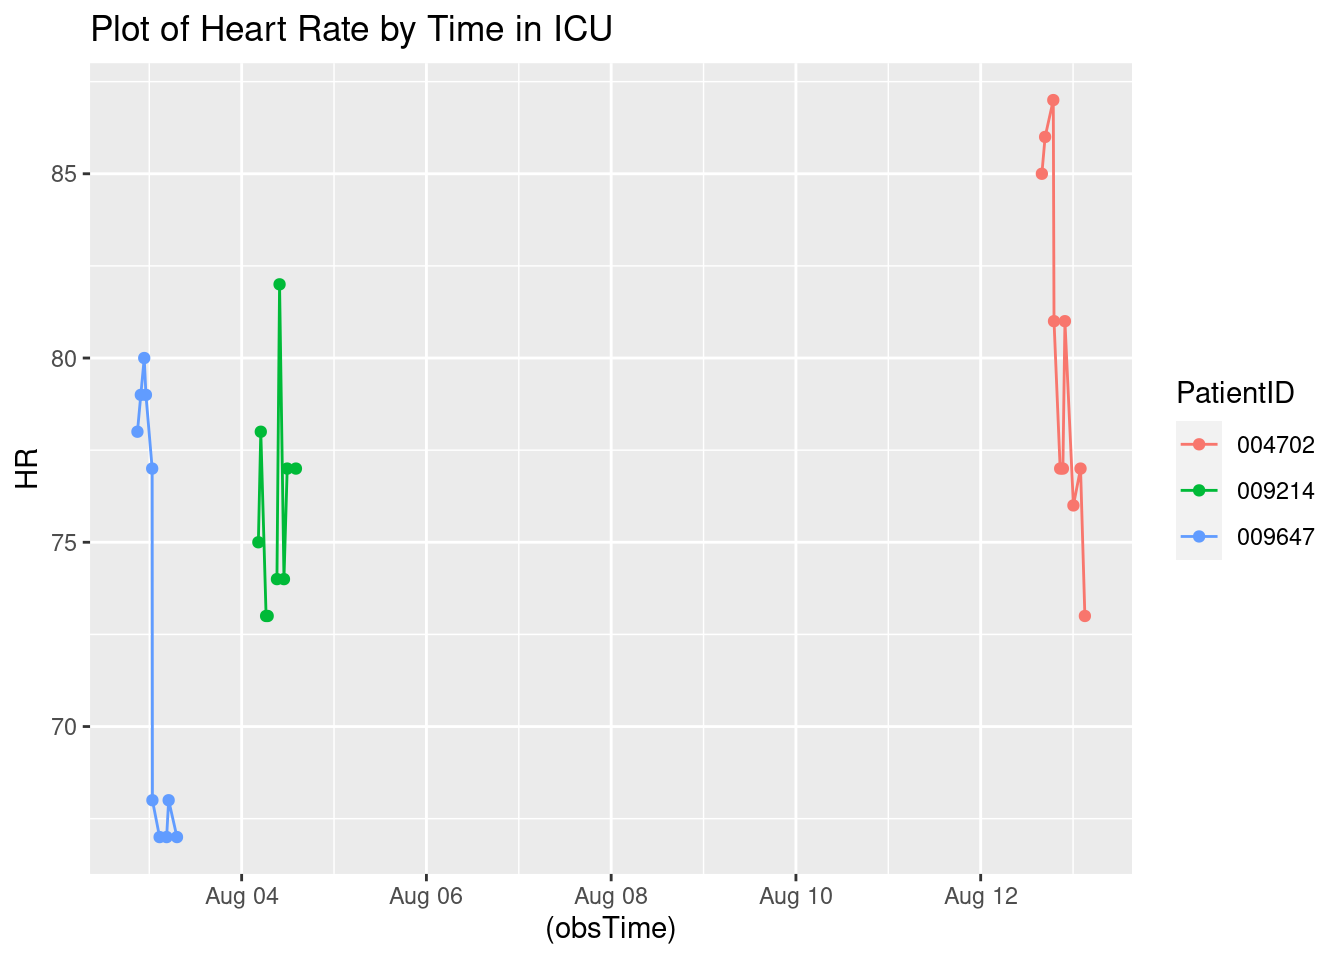 Plot of Heart Rate by Time in ICU
85
80
75
70
HR
Aug 04 Aug 06 Aug 08 Aug 10 Aug 12
(obsTime)
PatientID
004702
009214
009647